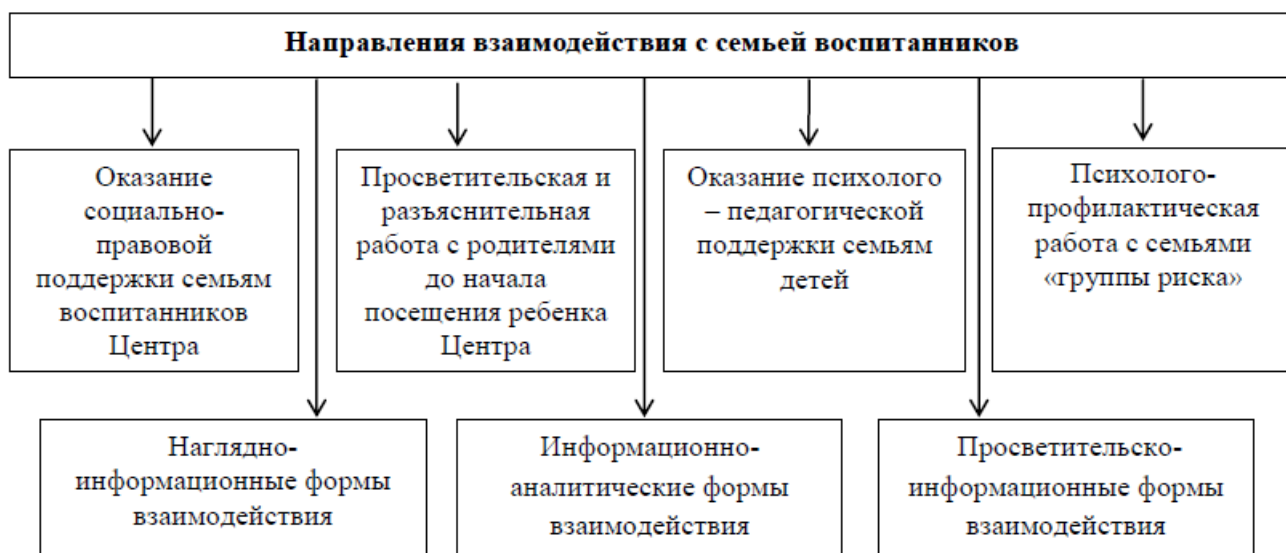 Направления взаимодействия с семьей воспитанников
Оказание
социально-
правовой
поддержки семьям
воспитанников
Центра
Просветительская и
разъяснительная
работа с родителями
до начала
посещения ребенка
Центра
Оказание психолого
– педагогической
поддержки семьям
детей
Психолого-
профилактическая
работа с семьями
«группы риска»
Наглядно-
информационные формы
взаимодействия
Информационно-
аналитические формы
взаимодействия
Просветительско-
информационные формы
взаимодействия